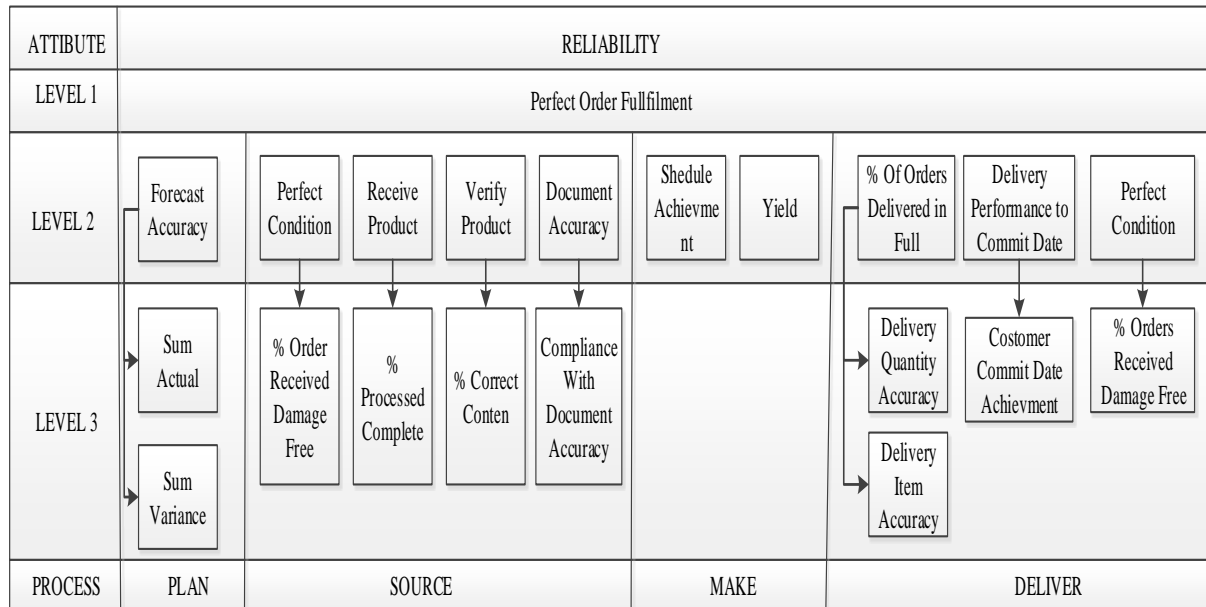 ATTIBUTE
RELIABILITY
LEVEL 1
Perfect Order Fullfilment
LEVEL 2
Forecast
Accuracy
Perfect
Condition
Receive
Product
Verify
Product
Document
Accuracy
Shedule
Achievme
nt
Yield
% Of Orders
Delivered in
Full
Delivery
Performance to
Commit Date
Perfect
Condition
LEVEL 3
Sum
Actual
Sum
Variance
% Order
Received
Damage
Free
%
Processed
Complete
% Correct
Conten
Compliance
With
Document
Accuracy
Delivery
Quantity
Accuracy
Delivery
Item
Accuracy
Costomer
Commit Date
Achievment
% Orders
Received
Damage Free
PROCESS
PLAN
SOURCE
MAKE
DELIVER